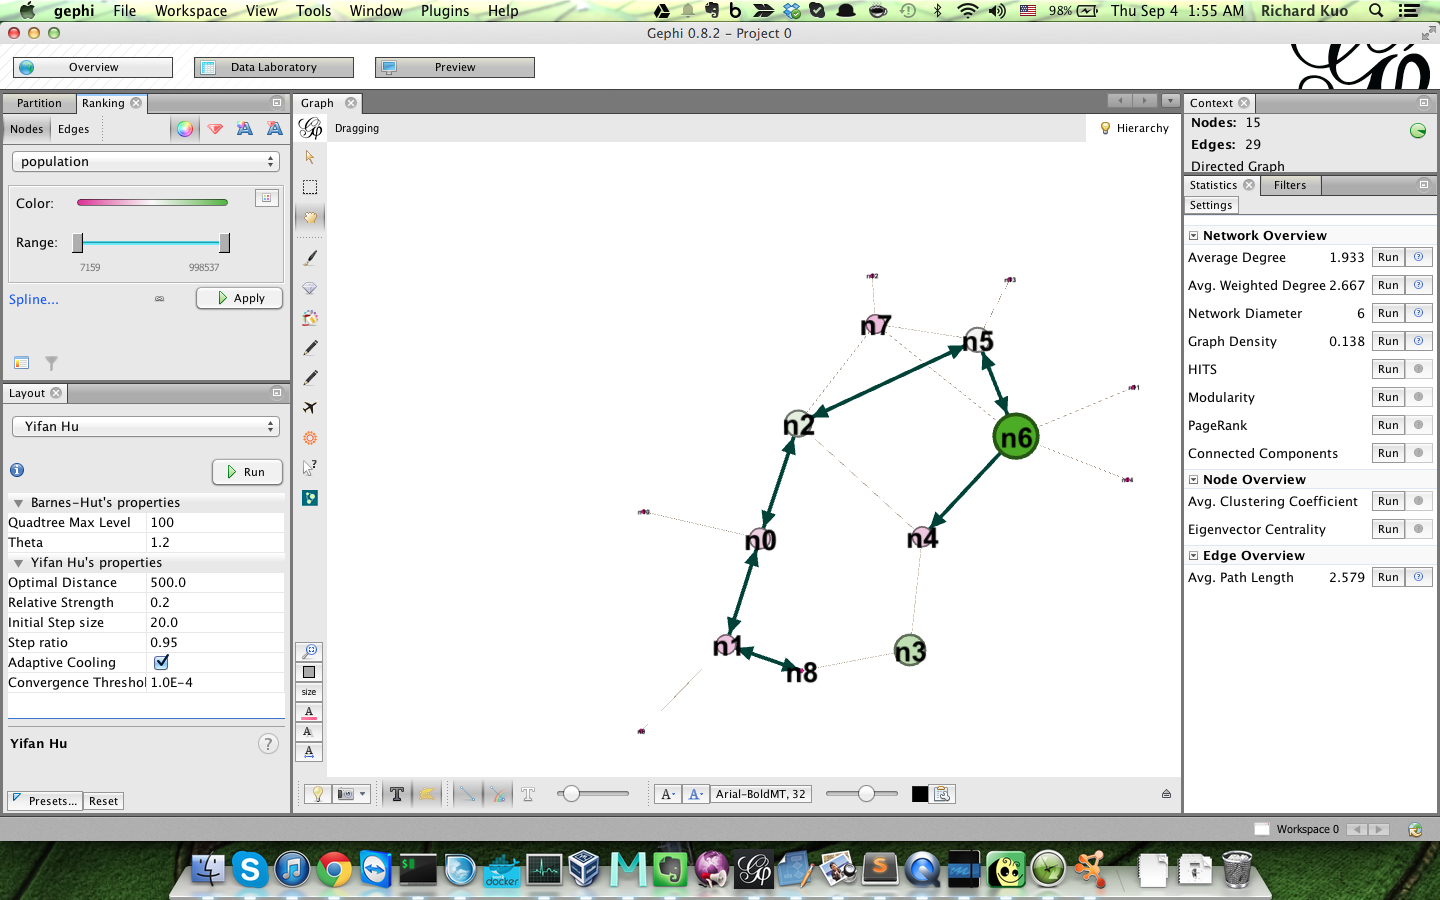 gephi File Workspace View Tools Window Plugins Help 98% Thu Sep 4 1:55 AM Richard Kuo
Gephi 0.8.2 - Project 0
Overview Data Laboratory Preview
Partition Ranking
Nodes Edges
population
Color:
Range:
7159 998537
Spline...
Apply
Layout
Yifan Hu
Run
Barnes-Hut's properties
Quadtree Max Level 100
Theta 1.2
Yifan Hu's properties
Optimal Distance 500.0
Relative Strength 0.2
Initial Step size 20.0
Step ratio 0.95
Adaptive Cooling
Convergence Threshol 1.0E-4
Yifan Hu
Presets... Reset
Graph
Dragging
Hierarchy
n7
n5
n2
n6
n0
n4
n1
n3
n8
size
Arial-BoldMT, 32
Context
Nodes: 15
Edges: 29
Directed Graph
Statistics Filters
Settings
Network Overview
Average Degree 1.933 Run
Avg. Weighted Degree 2.667 Run
Network Diameter 6 Run
Graph Density 0.138 Run
HITS Run
Modularity Run
PageRank Run
Connected Components Run
Node Overview
Avg. Clustering Coefficient Run
Eigenvector Centrality Run
Edge Overview
Avg. Path Length 2.579 Run
Workspace 0
docker